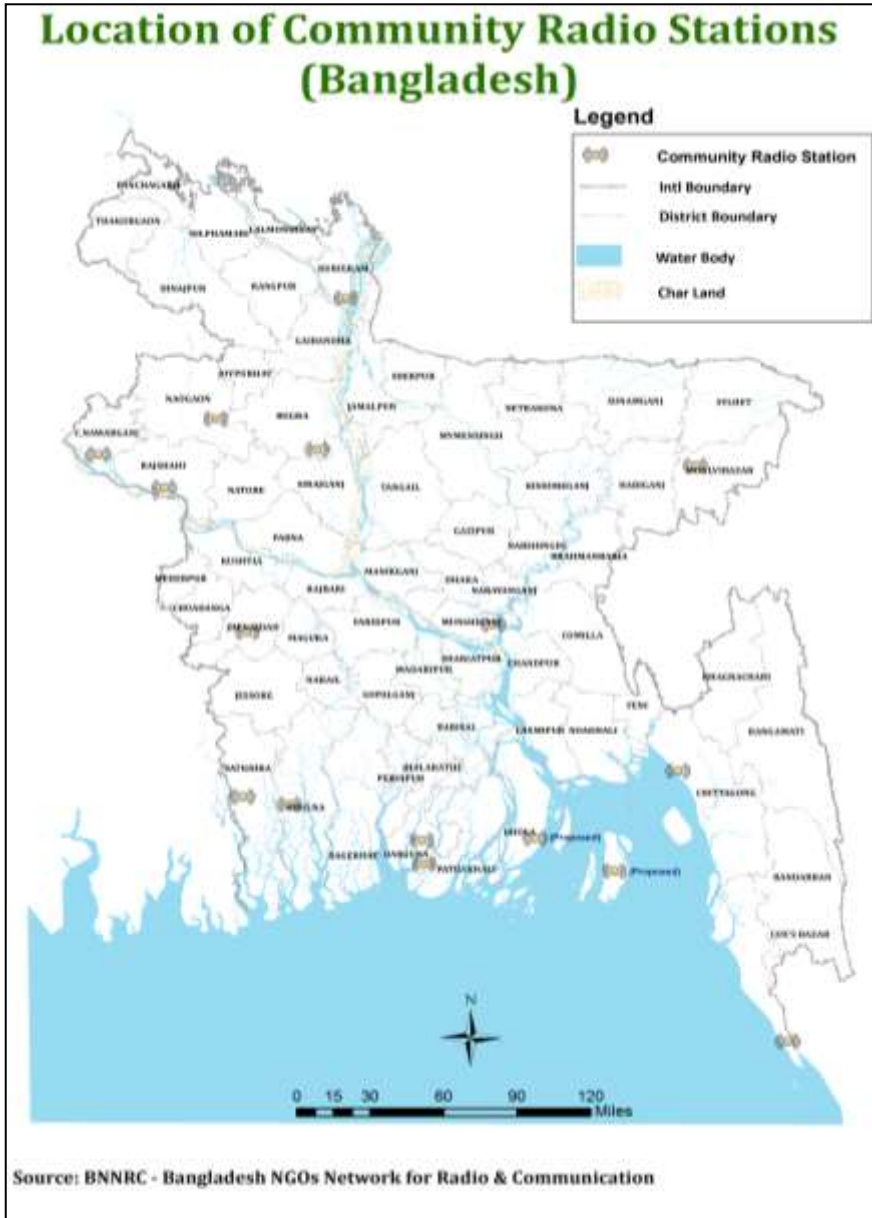 Location of Community Radio Stations
(Bangladesh)
Legend
Community Radio Station
Intl Boundary
District Boundary
Water Body
Char Land
PANCHAGARH
THAKURGAON
NILPHAMARI
LALMONIRHAT
KURIGRAM
DINAJPUR
RANGPUR
GAIBANDHA
JOYPURHAT
SHERPUR
NAOGAON
BOGRA
JAMALPUR
NETRAKONA
SUNAMGANJ
SYLHET
MYMENSINGH
RAJSHAHI
NATORE
SIRAJGANJ
TANGAIL
KISHOREGANJ
HABIGANJ
GAZIPUR
PABNA
NARSINGDI
BRAHMANBARIA
KUSHTIA
MANIKGANJ
DHAKA
MEHERPUR
RAJBARI
NARAYANGANJ
CHUADANGA
FARIDPUR
MUNSHIGANJ
COMILLA
MAGURA
SHARIATPUR
CHANDPUR
MADARIPUR
KHAGRACHARI
NARAIL
JESSORE
GOPALGANJ
FENI
RANGAMATI
BARISAL
LAKSMIPUR
NOAKHALI
SATKHIRA
JHALAKATHI
PEROJPUR
CHITTAGONG
KHULNA
BHOLA
(Proposed)
BAGERHAT
BARGUNA
PATUAKHALI
(Proposed)
BANDARBAN
COX'S BAZAR
N
0 15 30 60 90 120
Miles
Source: BNNRC - Bangladesh NGOs Network for Radio & Communication